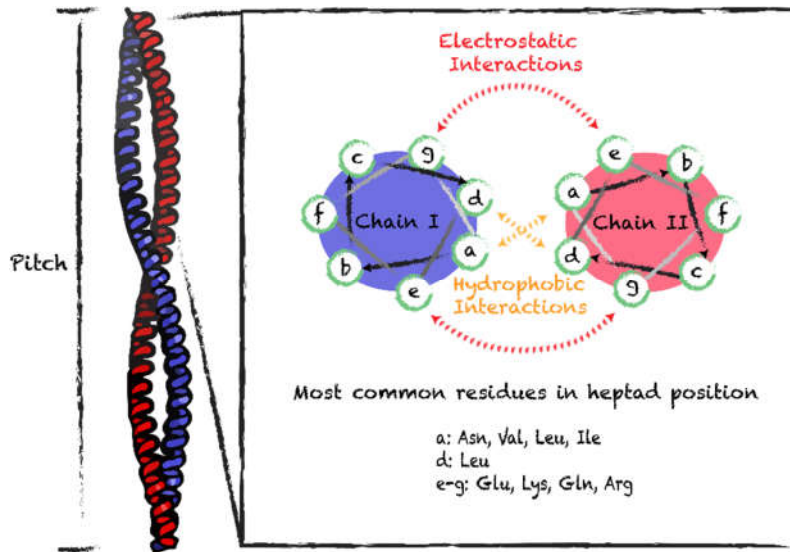 Electrostatic
Interactions
c
g
d
f
Chain I
a
b
e
e
b
a
f
Chain II
d
c
g
Pitch
Hydrophobic
Interactions
Most common residues in heptad position
a: Asn, Val, Leu, Ile
d: Leu
e-g: Glu, Lys, Gln, Arg